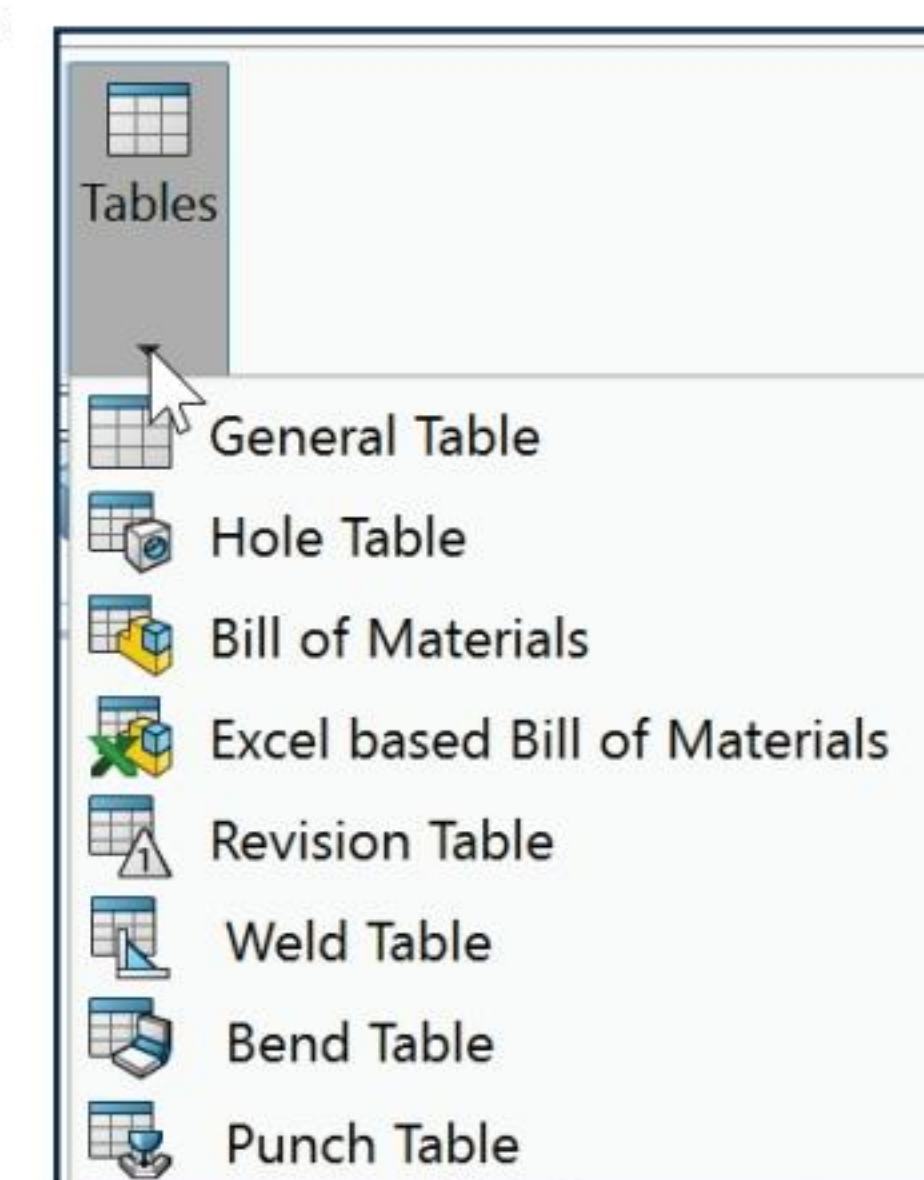 Tables
General Table
Hole Table
Bill of Materials
Excel based Bill of Materials
Revision Table
Weld Table
Bend Table
Punch Table